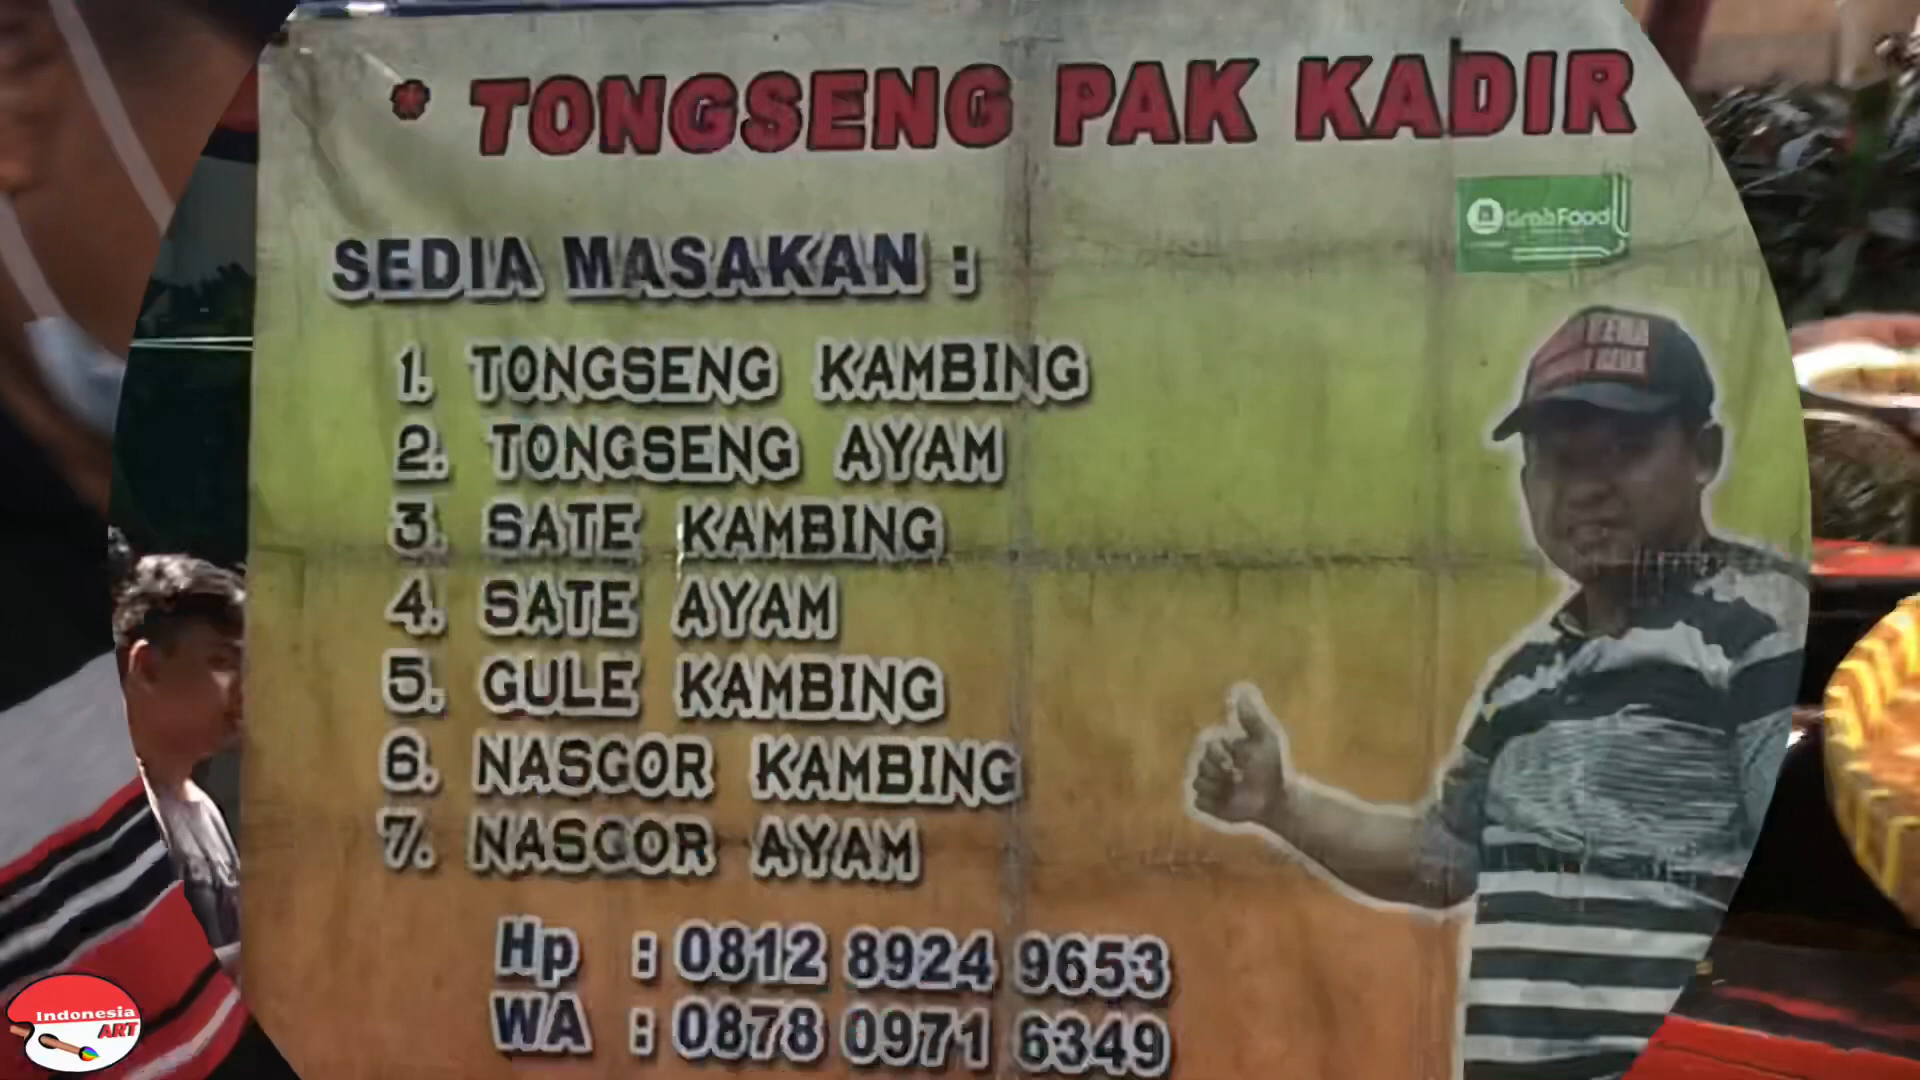 * TONGSENG PAK KADIR
GrabFood
SEDIA MASAKAN :
1. TONGSENG KAMBING
2. TONGSENG AYAM
3. SATE KAMBING
4. SATE AYAM
5. GULE KAMBING
6. NASGOR KAMBING
7. NASGOR AYAM
Hp : 0812 8924 9653
WA : 0878 0971 6349
Indonesia
ART